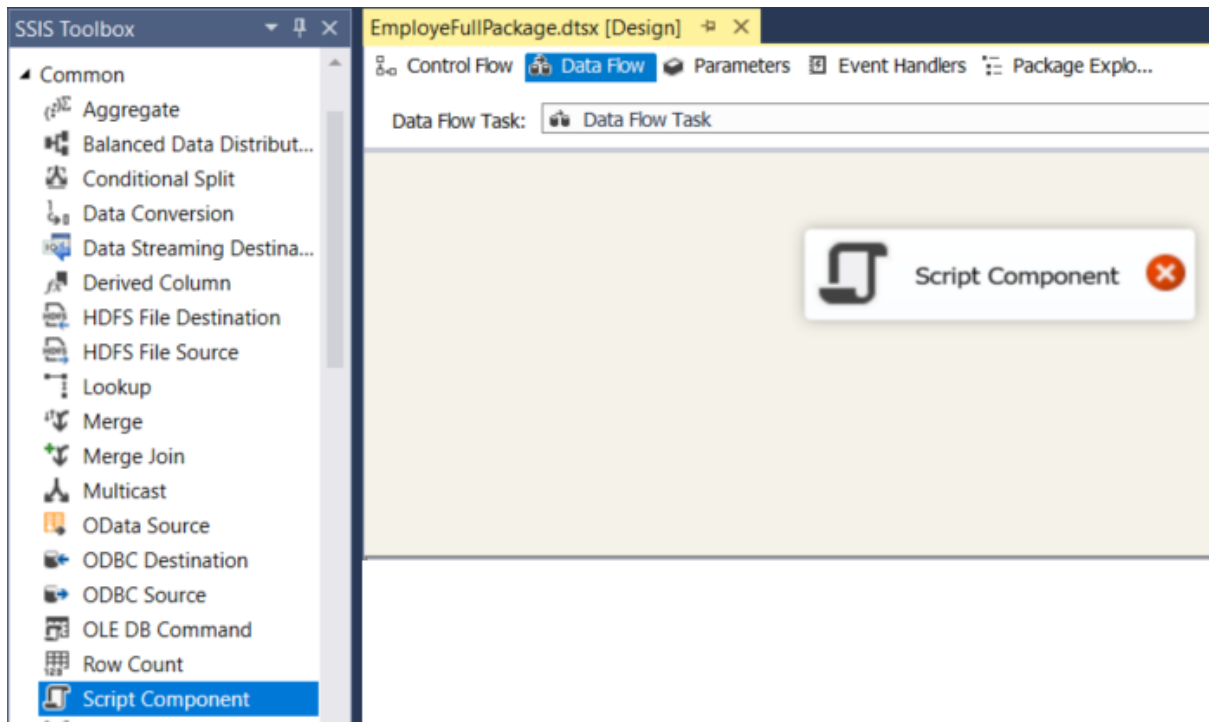 SSIS Toolbox
Common
Aggregate
Balanced Data Distribut...
Conditional Split
Data Conversion
Data Streaming Destina...
Derived Column
HDFS File Destination
HDFS File Source
Lookup
Merge
Merge Join
Multicast
OData Source
ODBC Destination
ODBC Source
OLE DB Command
Row Count
Script Component
EmployeFullPackage.dtsx [Design]
Control Flow Data Flow Parameters Event Handlers Package Explo...
Data Flow Task: Data Flow Task
Script Component